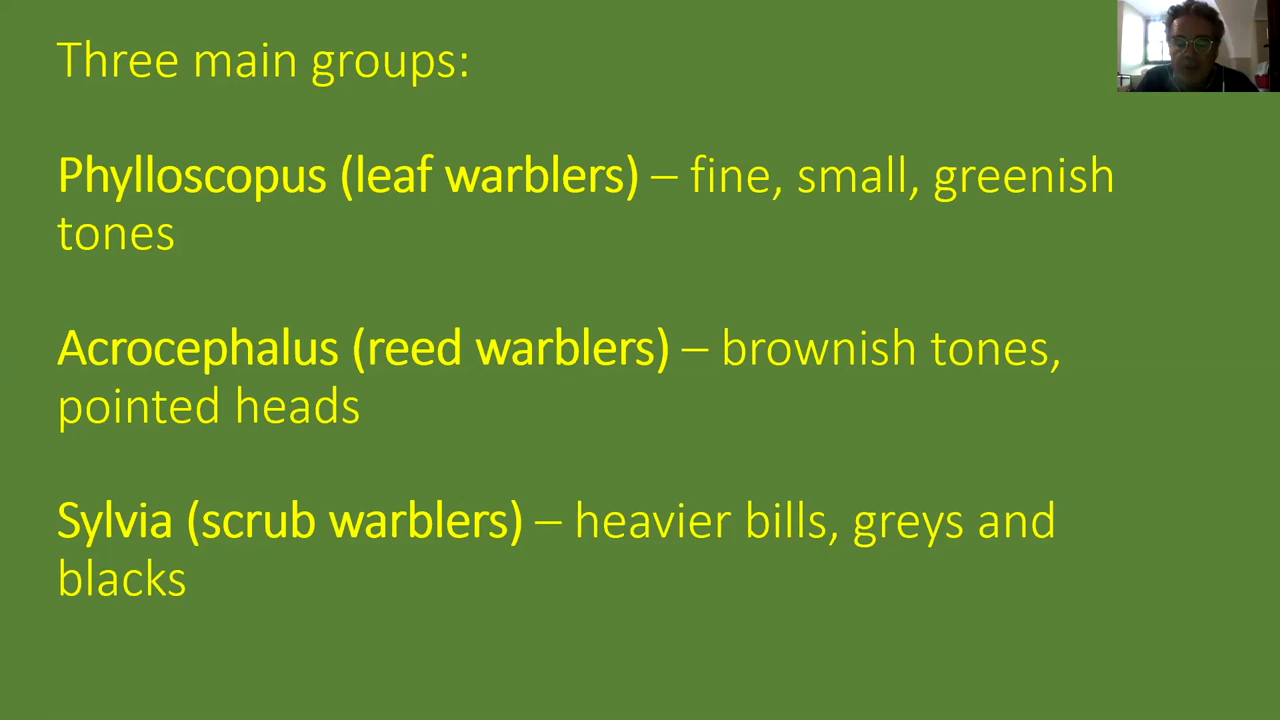 Three main groups:
Phylloscopus (leaf warblers) – fine, small, greenish
tones
Acrocephalus (reed warblers) – brownish tones,
pointed heads
Sylvia (scrub warblers) – heavier bills, greys and
blacks